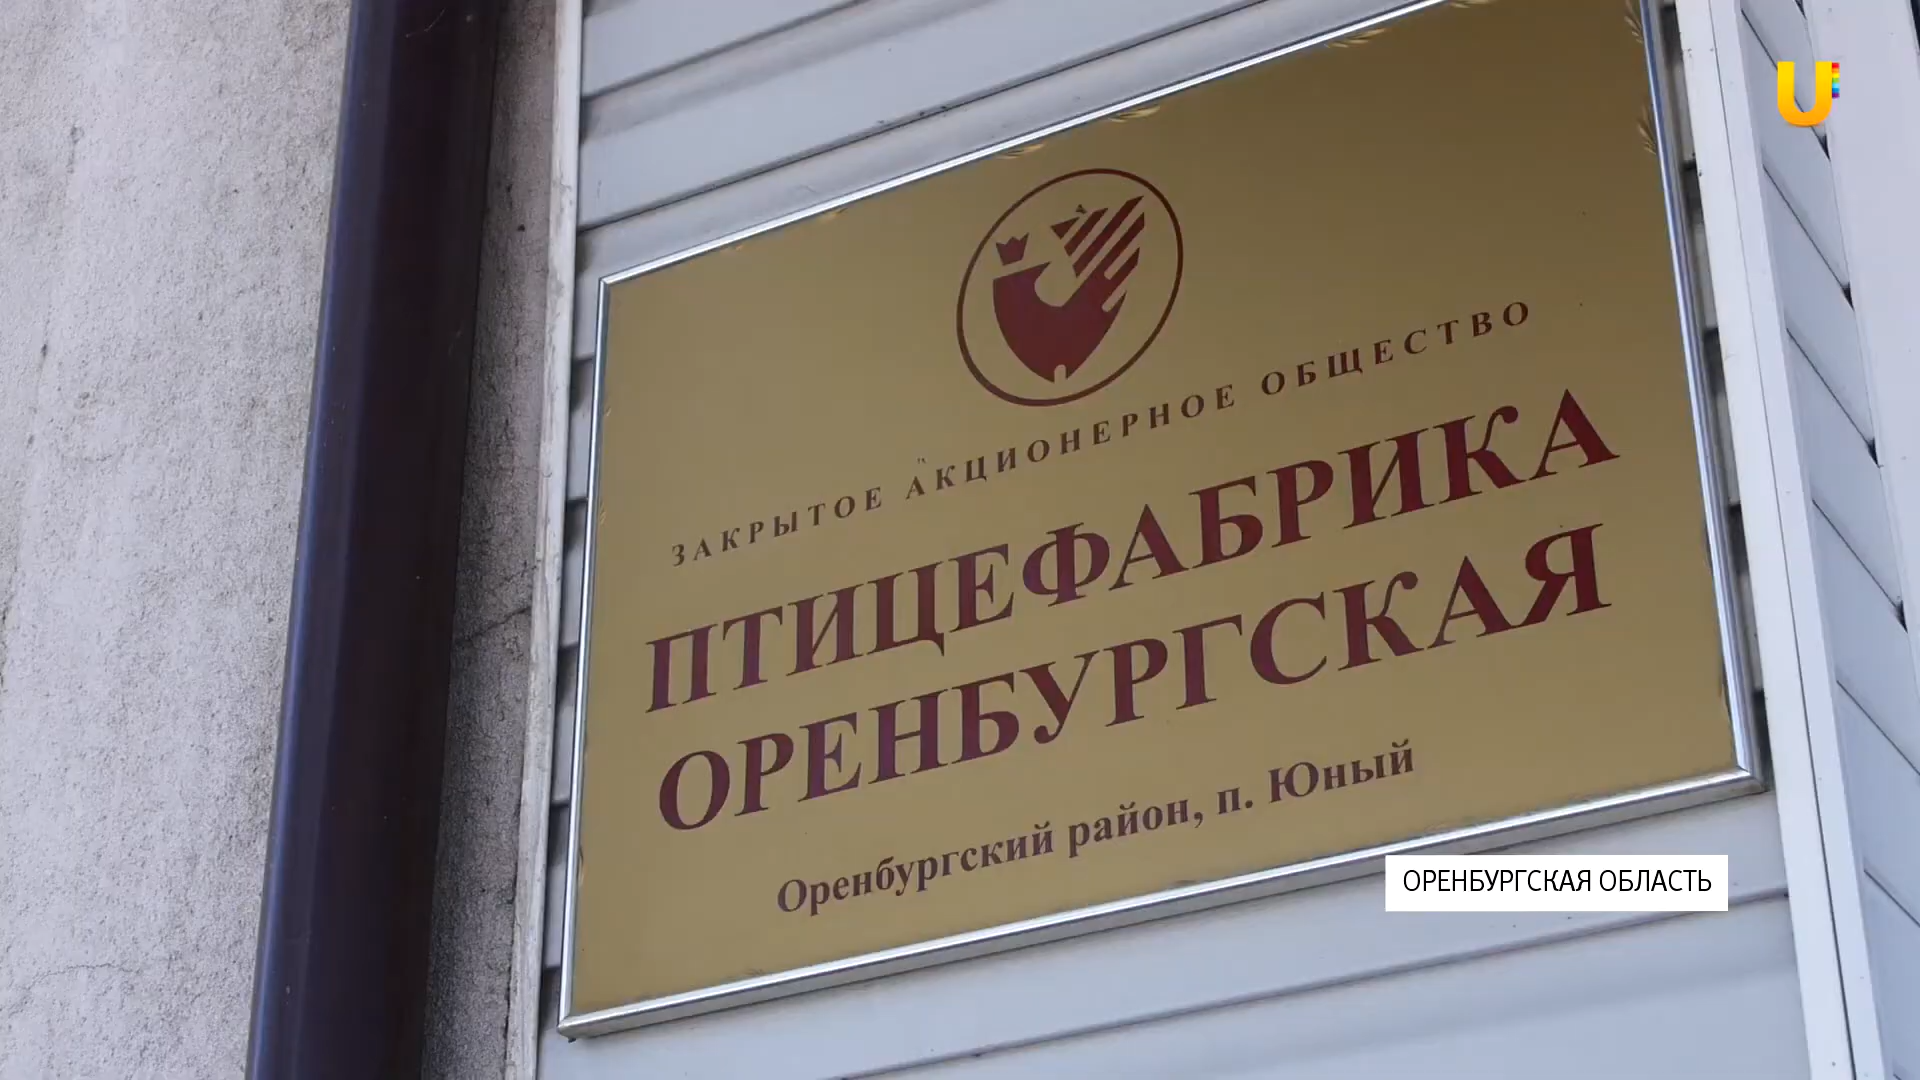 ЗАКРЫТОЕ АКЦИОНЕРНОЕ ОБЩЕСТВО
ПТИЦЕФАБРИКА
ОРЕНБУРГСКАЯ
Оренбургский район, п. Юный
ОРЕНБУРГСКАЯ ОБЛАСТЬ
U